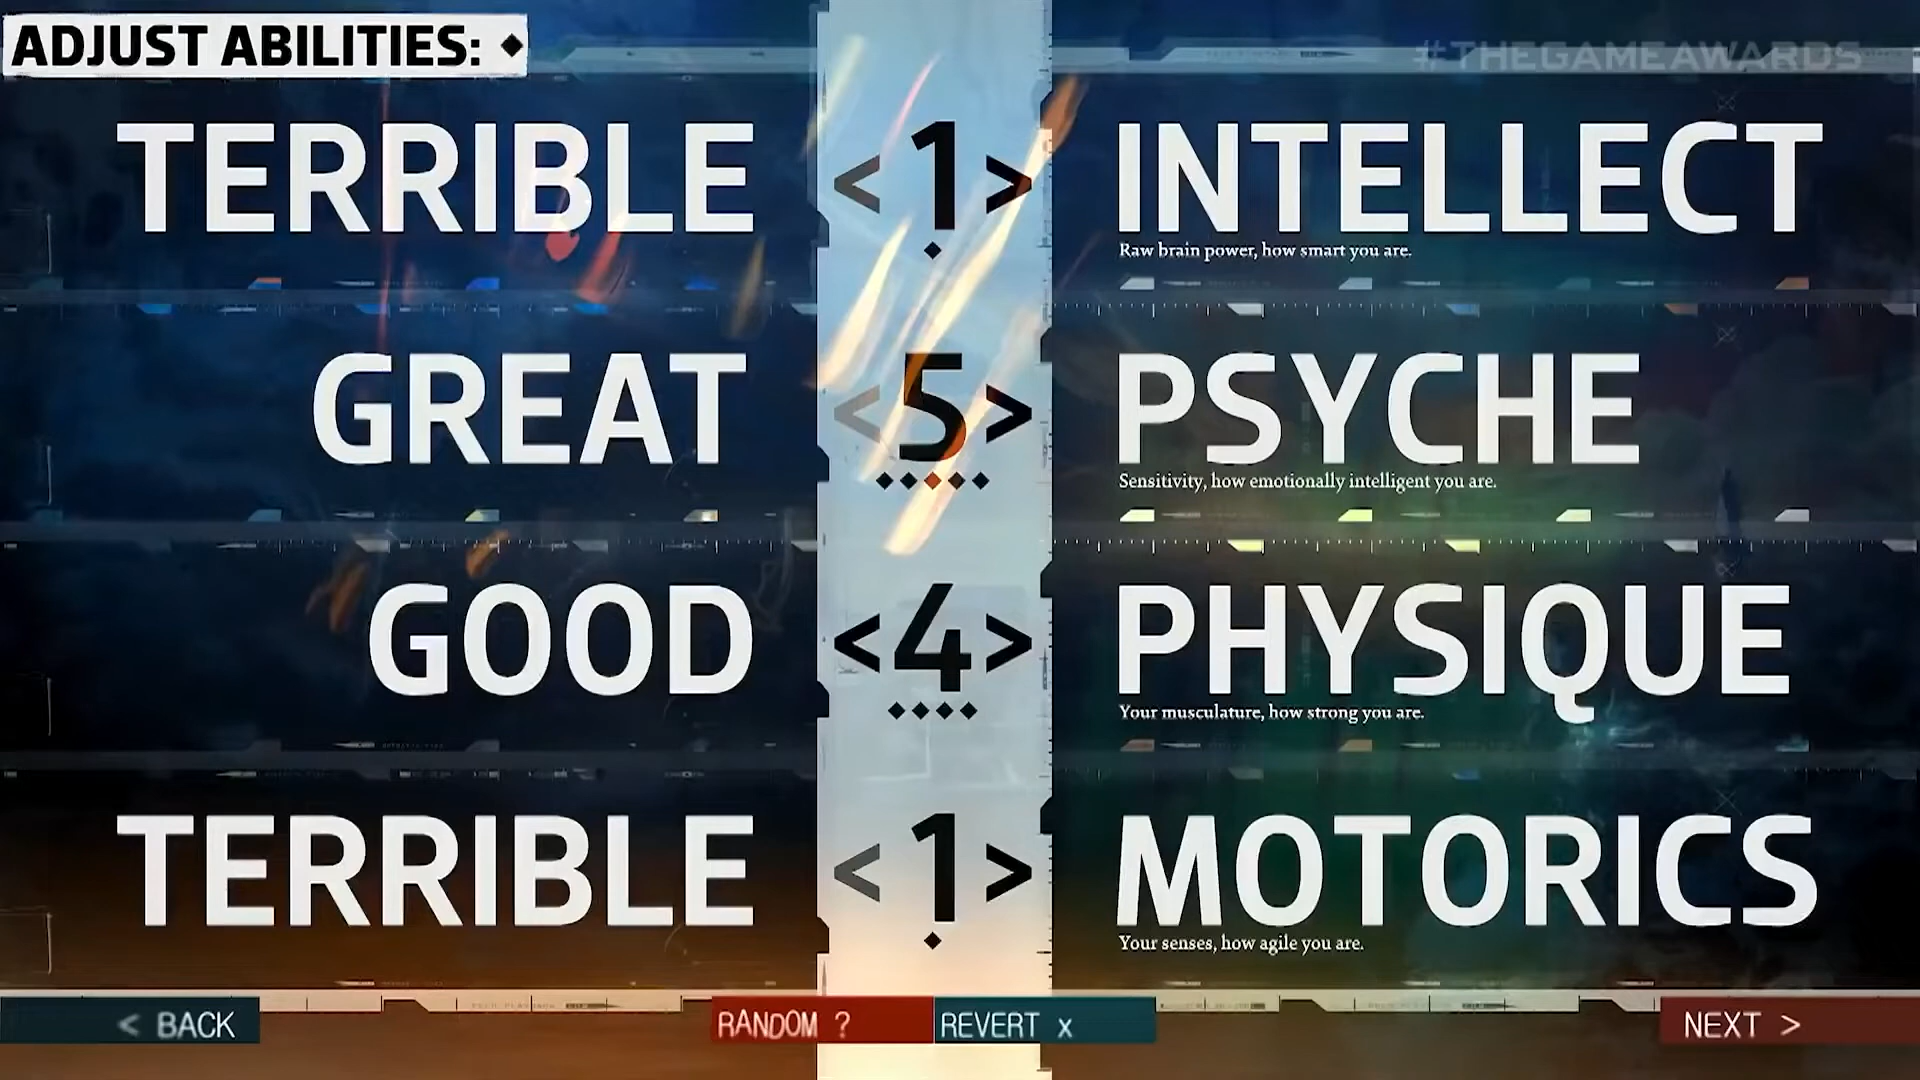 ADJUST ABILITIES: ◆
#THEGAMEAWARDS
TERRIBLE <1> INTELLECT
Raw brain power, how smart you are.
GREAT <5> PSYCHE
Sensitivity, how emotionally intelligent you are.
GOOD <4> PHYSIQUE
Your musculature, how strong you are.
TERRIBLE <1> MOTORICS
Your senses, how agile you are.
< BACK RANDOM ? REVERT x NEXT >